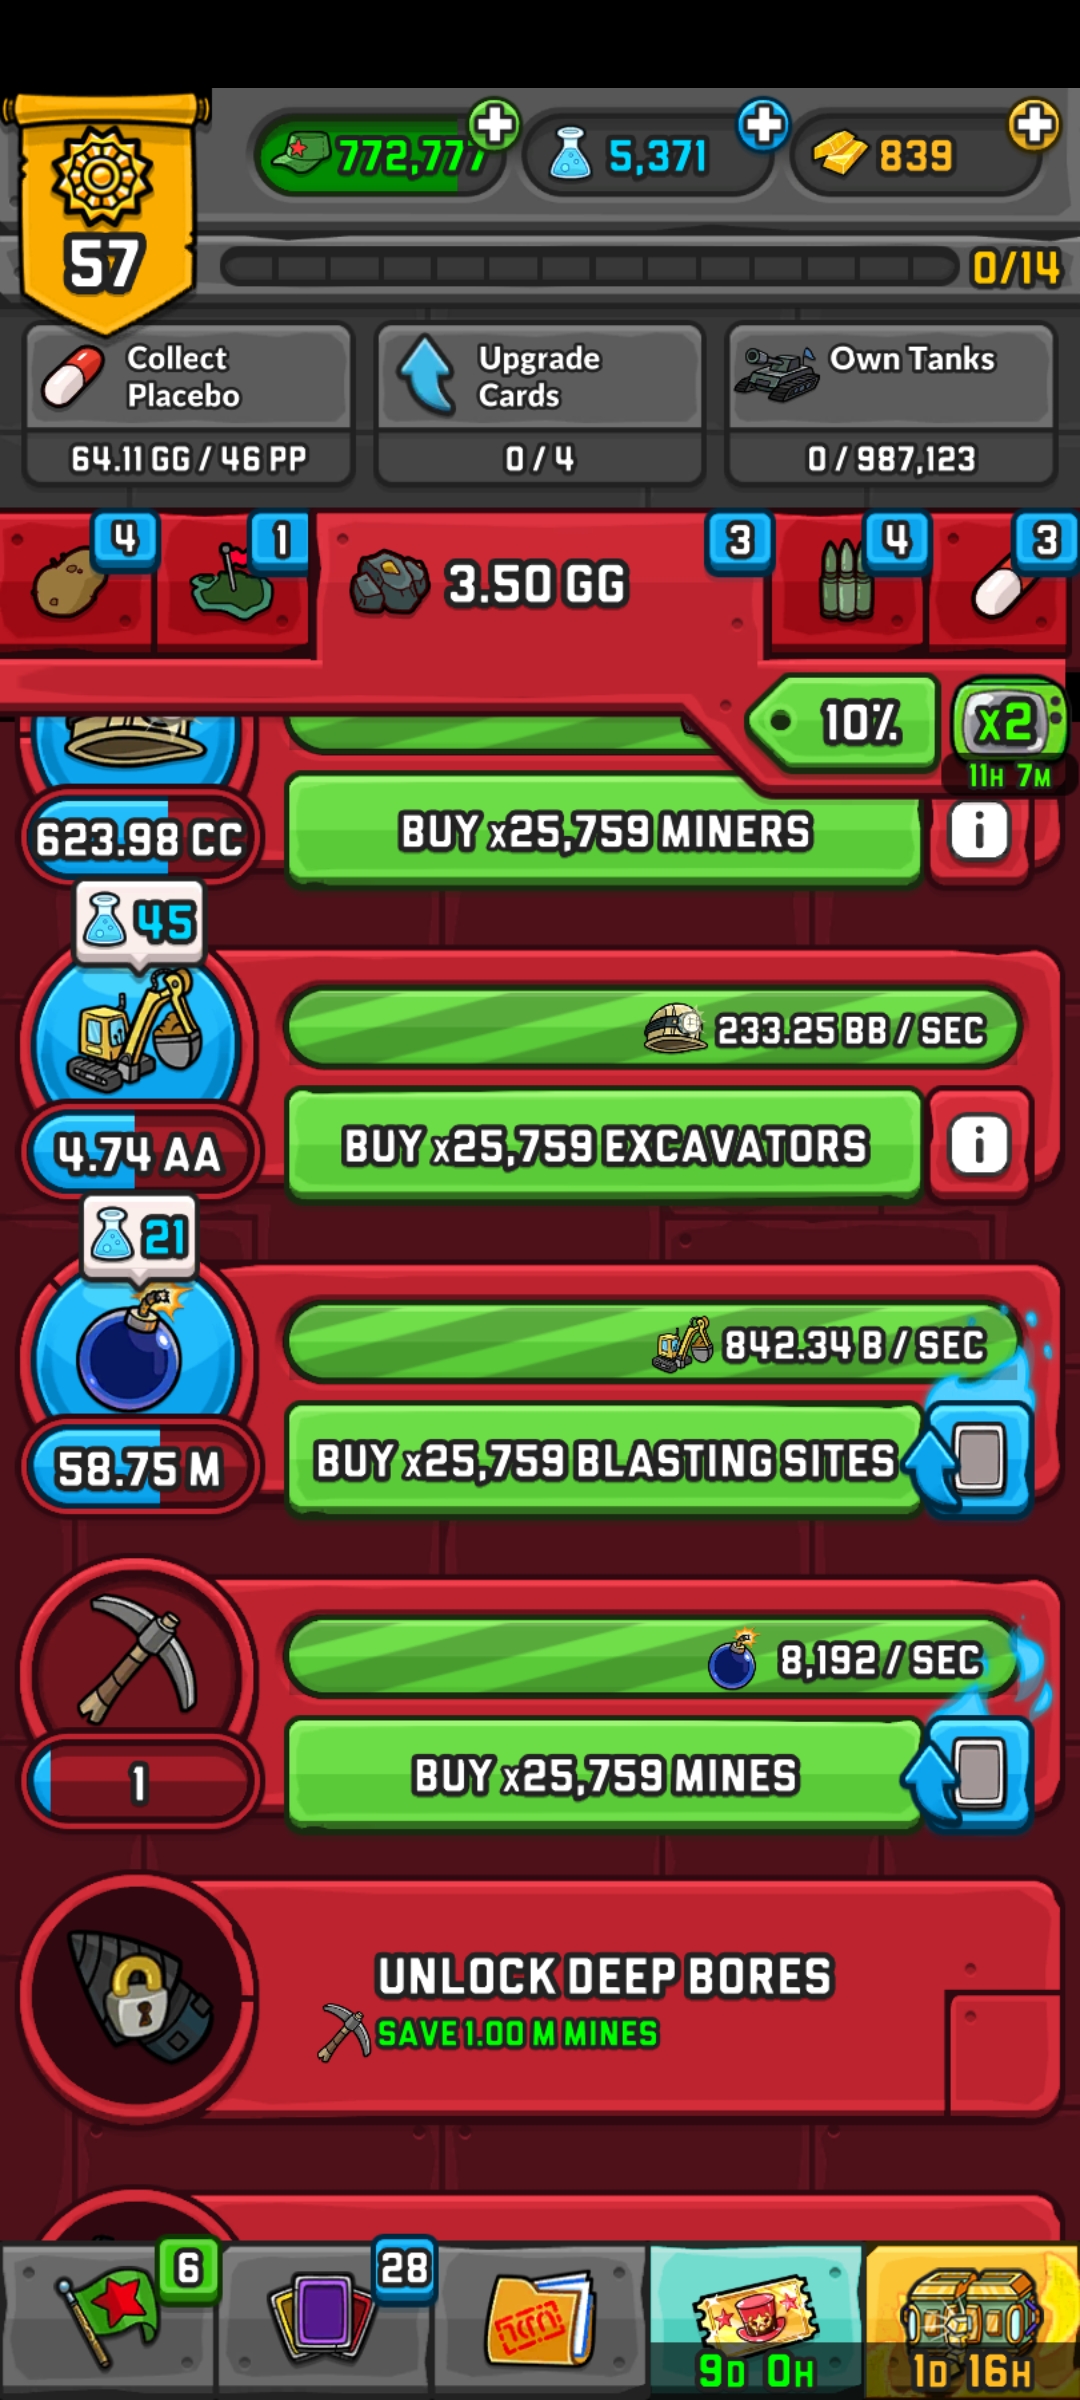 772,777
5,371
839
57
0/14
Collect
Placebo
64.11 GG / 46 PP
Upgrade
Cards
0 / 4
Own Tanks
0 / 987,123
4
1
3.50 GG
3
4
3
10%
x2
11H 7M
623.98 CC
BUY x25,759 MINERS
i
45
233.25 BB / SEC
4.74 AA
BUY x25,759 EXCAVATORS
i
21
842.34 B / SEC
58.75 M
BUY x25,759 BLASTING SITES
8,192 / SEC
1
BUY x25,759 MINES
UNLOCK DEEP BORES
SAVE 1.00 M MINES
6
28
9D 0H
1D 16H